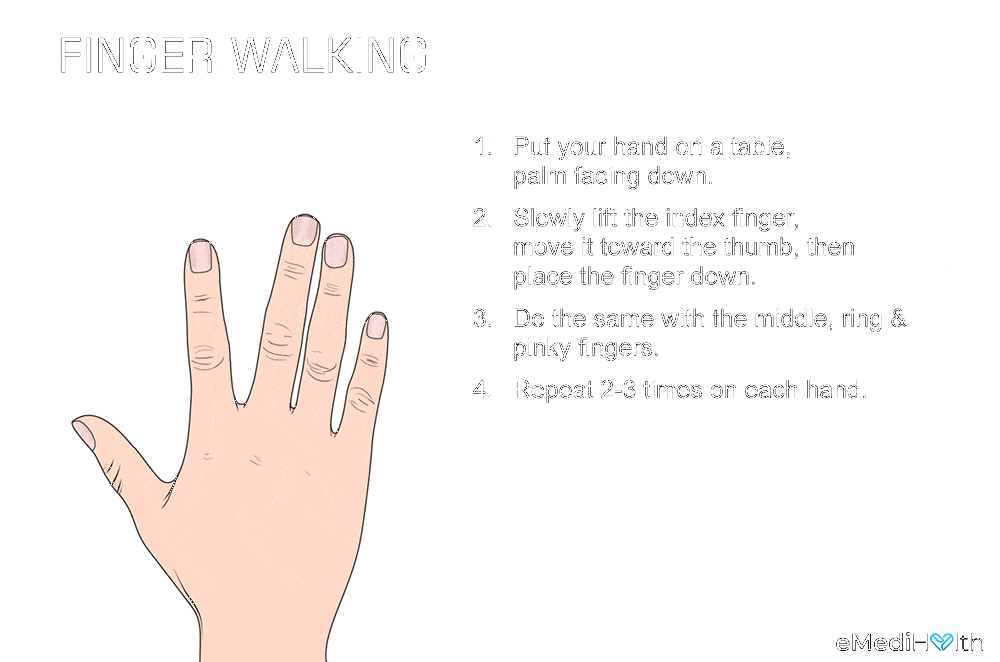 FINGER WALKING
1. Put your hand on a table,
palm facing down.
2. Slowly lift the index finger,
move it toward the thumb, then
place the finger down.
3. Do the same with the middle, ring &
pinky fingers.
4. Repeat 2-3 times on each hand.
eMediHealth